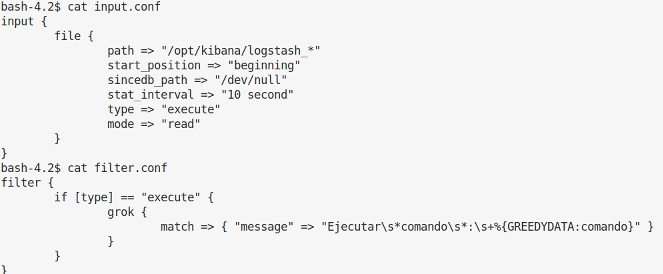 bash-4.2$ cat input.conf
input {
        file {
                path => "/opt/kibana/logstash_*"
                start_position => "beginning"
                sincedb_path => "/dev/null"
                stat_interval => "10 second"
                type => "execute"
                mode => "read"
        }
}
bash-4.2$ cat filter.conf
filter {
        if [type] == "execute" {
                grok {
                        match => { "message" => "Ejecutar\s*comando\s*:\s+%{GREEDYDATA:comando}" }
                }
        }
}